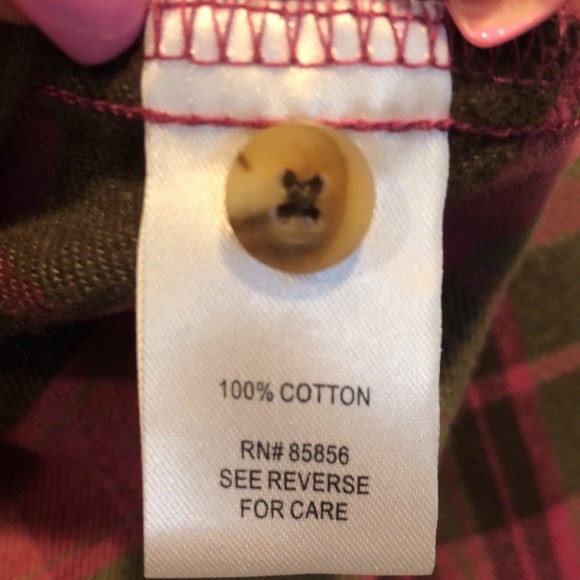 100% COTTON
RN# 85856
SEE REVERSE
FOR CARE